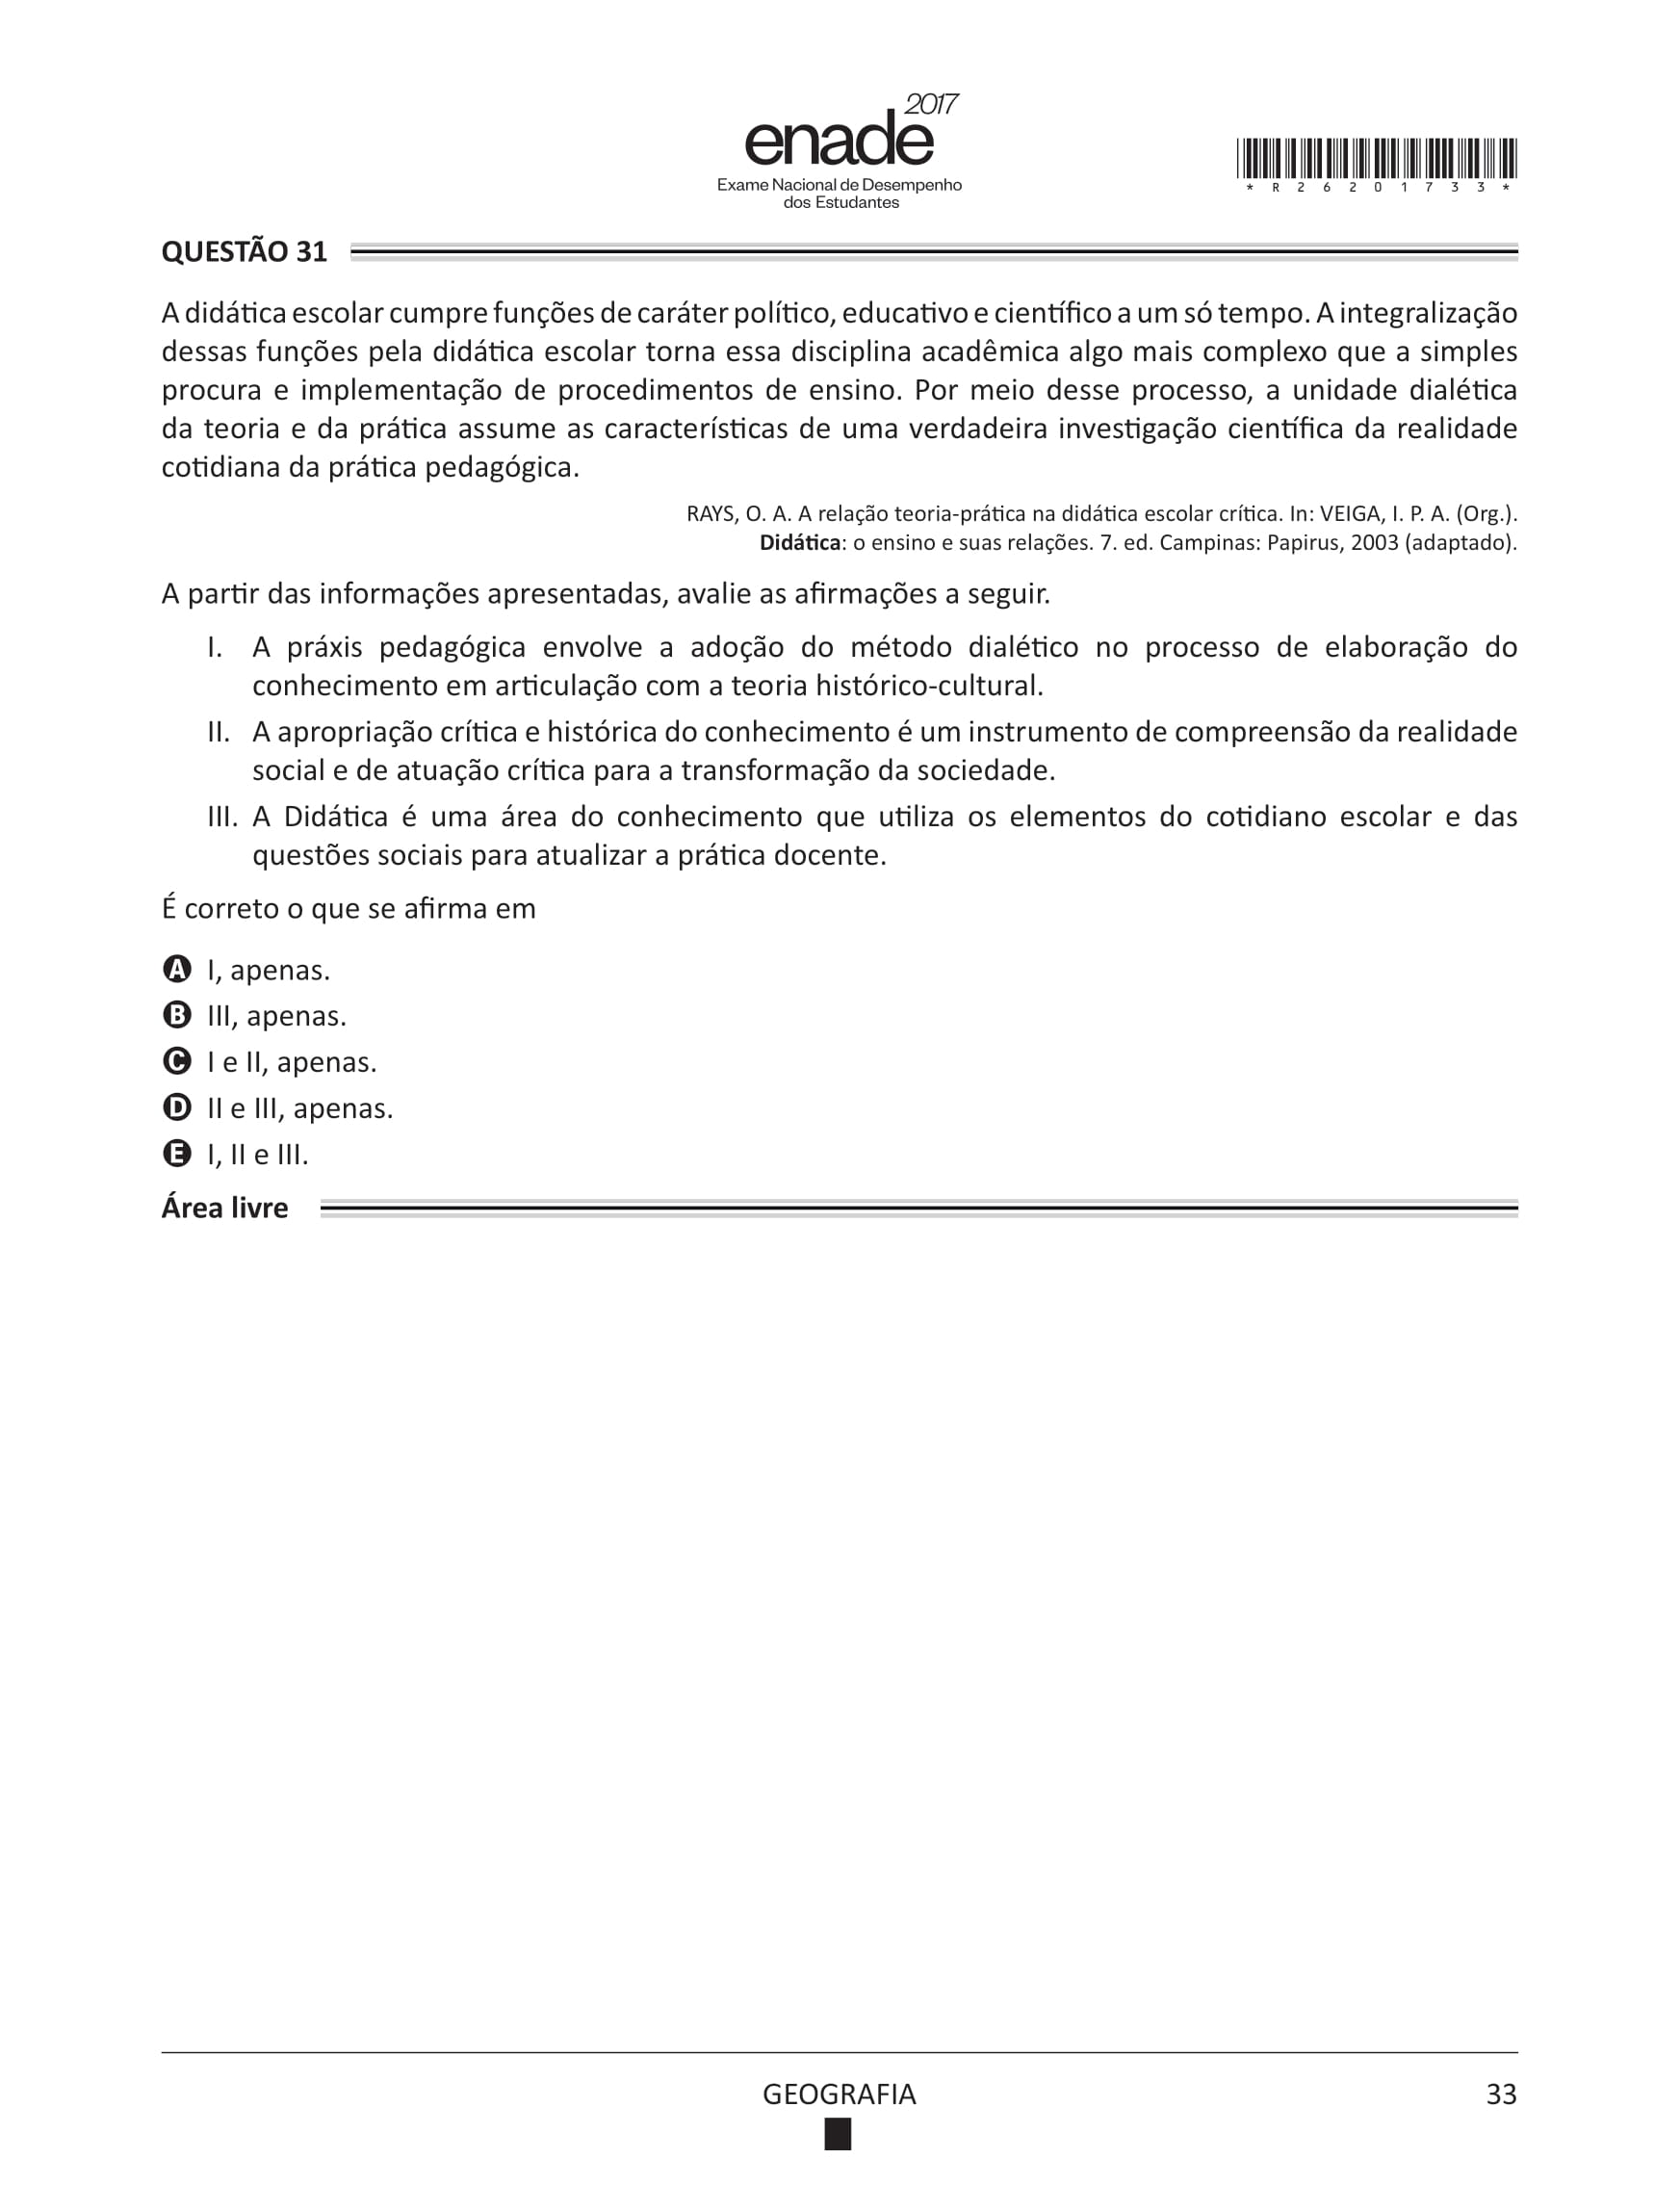 2017
enade
Exame Nacional de Desempenho
dos Estudantes
* R 2 6 2 0 1 7 3 3 *
QUESTÃO 31
A didática escolar cumpre funções de caráter político, educativo e científico a um só tempo. A integralização
dessas funções pela didática escolar torna essa disciplina acadêmica algo mais complexo que a simples
procura e implementação de procedimentos de ensino. Por meio desse processo, a unidade dialética
da teoria e da prática assume as características de uma verdadeira investigação científica da realidade
cotidiana da prática pedagógica.
RAYS, O. A. A relação teoria-prática na didática escolar crítica. In: VEIGA, I. P. A. (Org.).
Didática: o ensino e suas relações. 7. ed. Campinas: Papirus, 2003 (adaptado).
A partir das informações apresentadas, avalie as afirmações a seguir.
I. A práxis pedagógica envolve a adoção do método dialético no processo de elaboração do
conhecimento em articulação com a teoria histórico-cultural.
II. A apropriação crítica e histórica do conhecimento é um instrumento de compreensão da realidade
social e de atuação crítica para a transformação da sociedade.
III. A Didática é uma área do conhecimento que utiliza os elementos do cotidiano escolar e das
questões sociais para atualizar a prática docente.
É correto o que se afirma em
A I, apenas.
B III, apenas.
C I e II, apenas.
D II e III, apenas.
E I, II e III.
Área livre
GEOGRAFIA
33